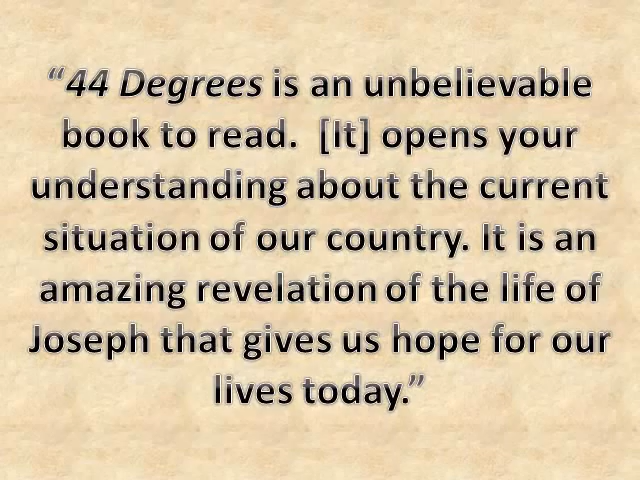 “44 Degrees is an unbelievable
book to read.  [It] opens your
understanding about the current
situation of our country. It is an
amazing revelation of the life of
Joseph that gives us hope for our
lives today.”